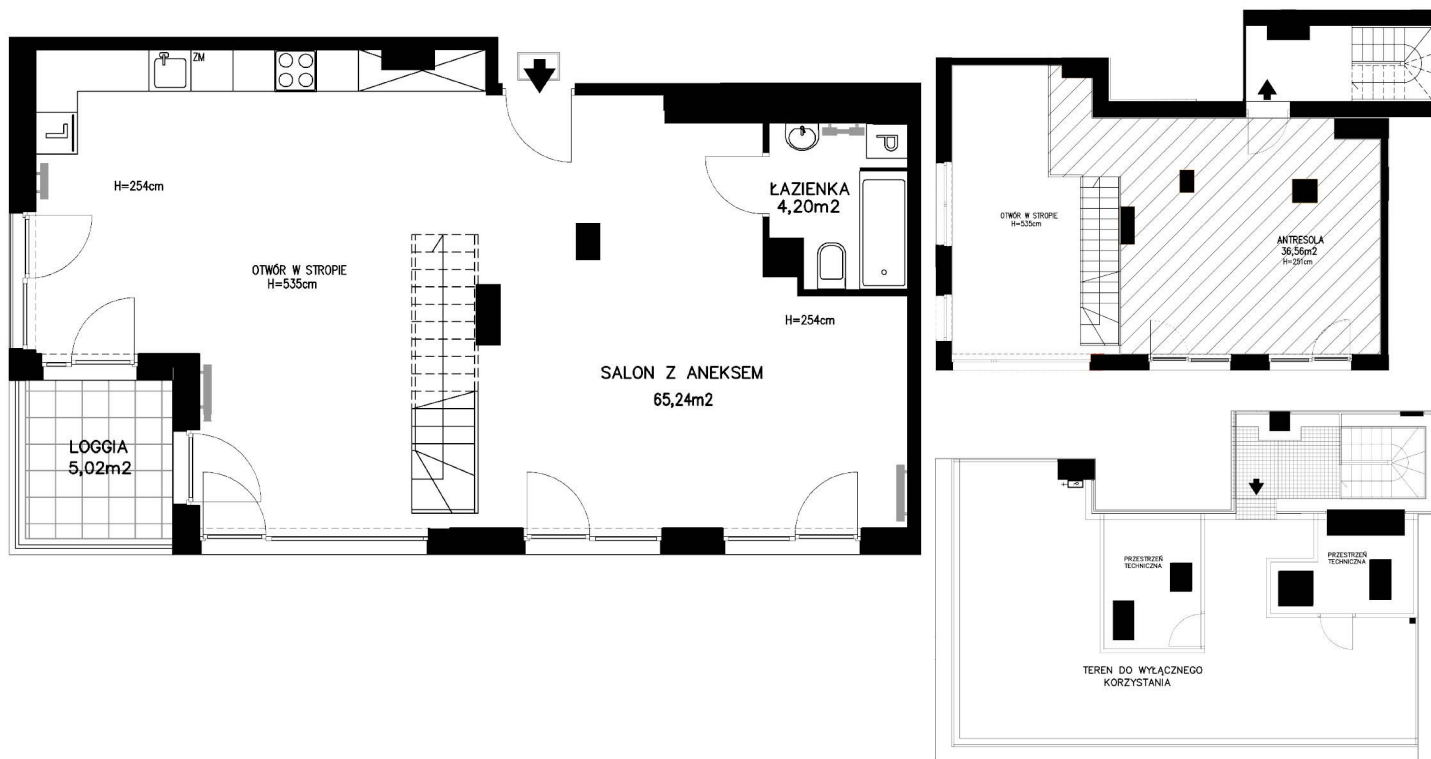 ZM
L
H=254cm
OTWÓR W STROPIE
H=535cm
P
ŁAZIENKA
4,20m2
H=254cm
SALON Z ANEKSEM
65,24m2
LOGGIA
5,02m2
OTWÓR W STROPIE
H=535cm
ANTRESOLA
36,56m2
H=251cm
PRZESTRZEŃ
TECHNICZNA
PRZESTRZEŃ
TECHNICZNA
TEREN DO WYŁĄCZNEGO
KORZYSTANIA